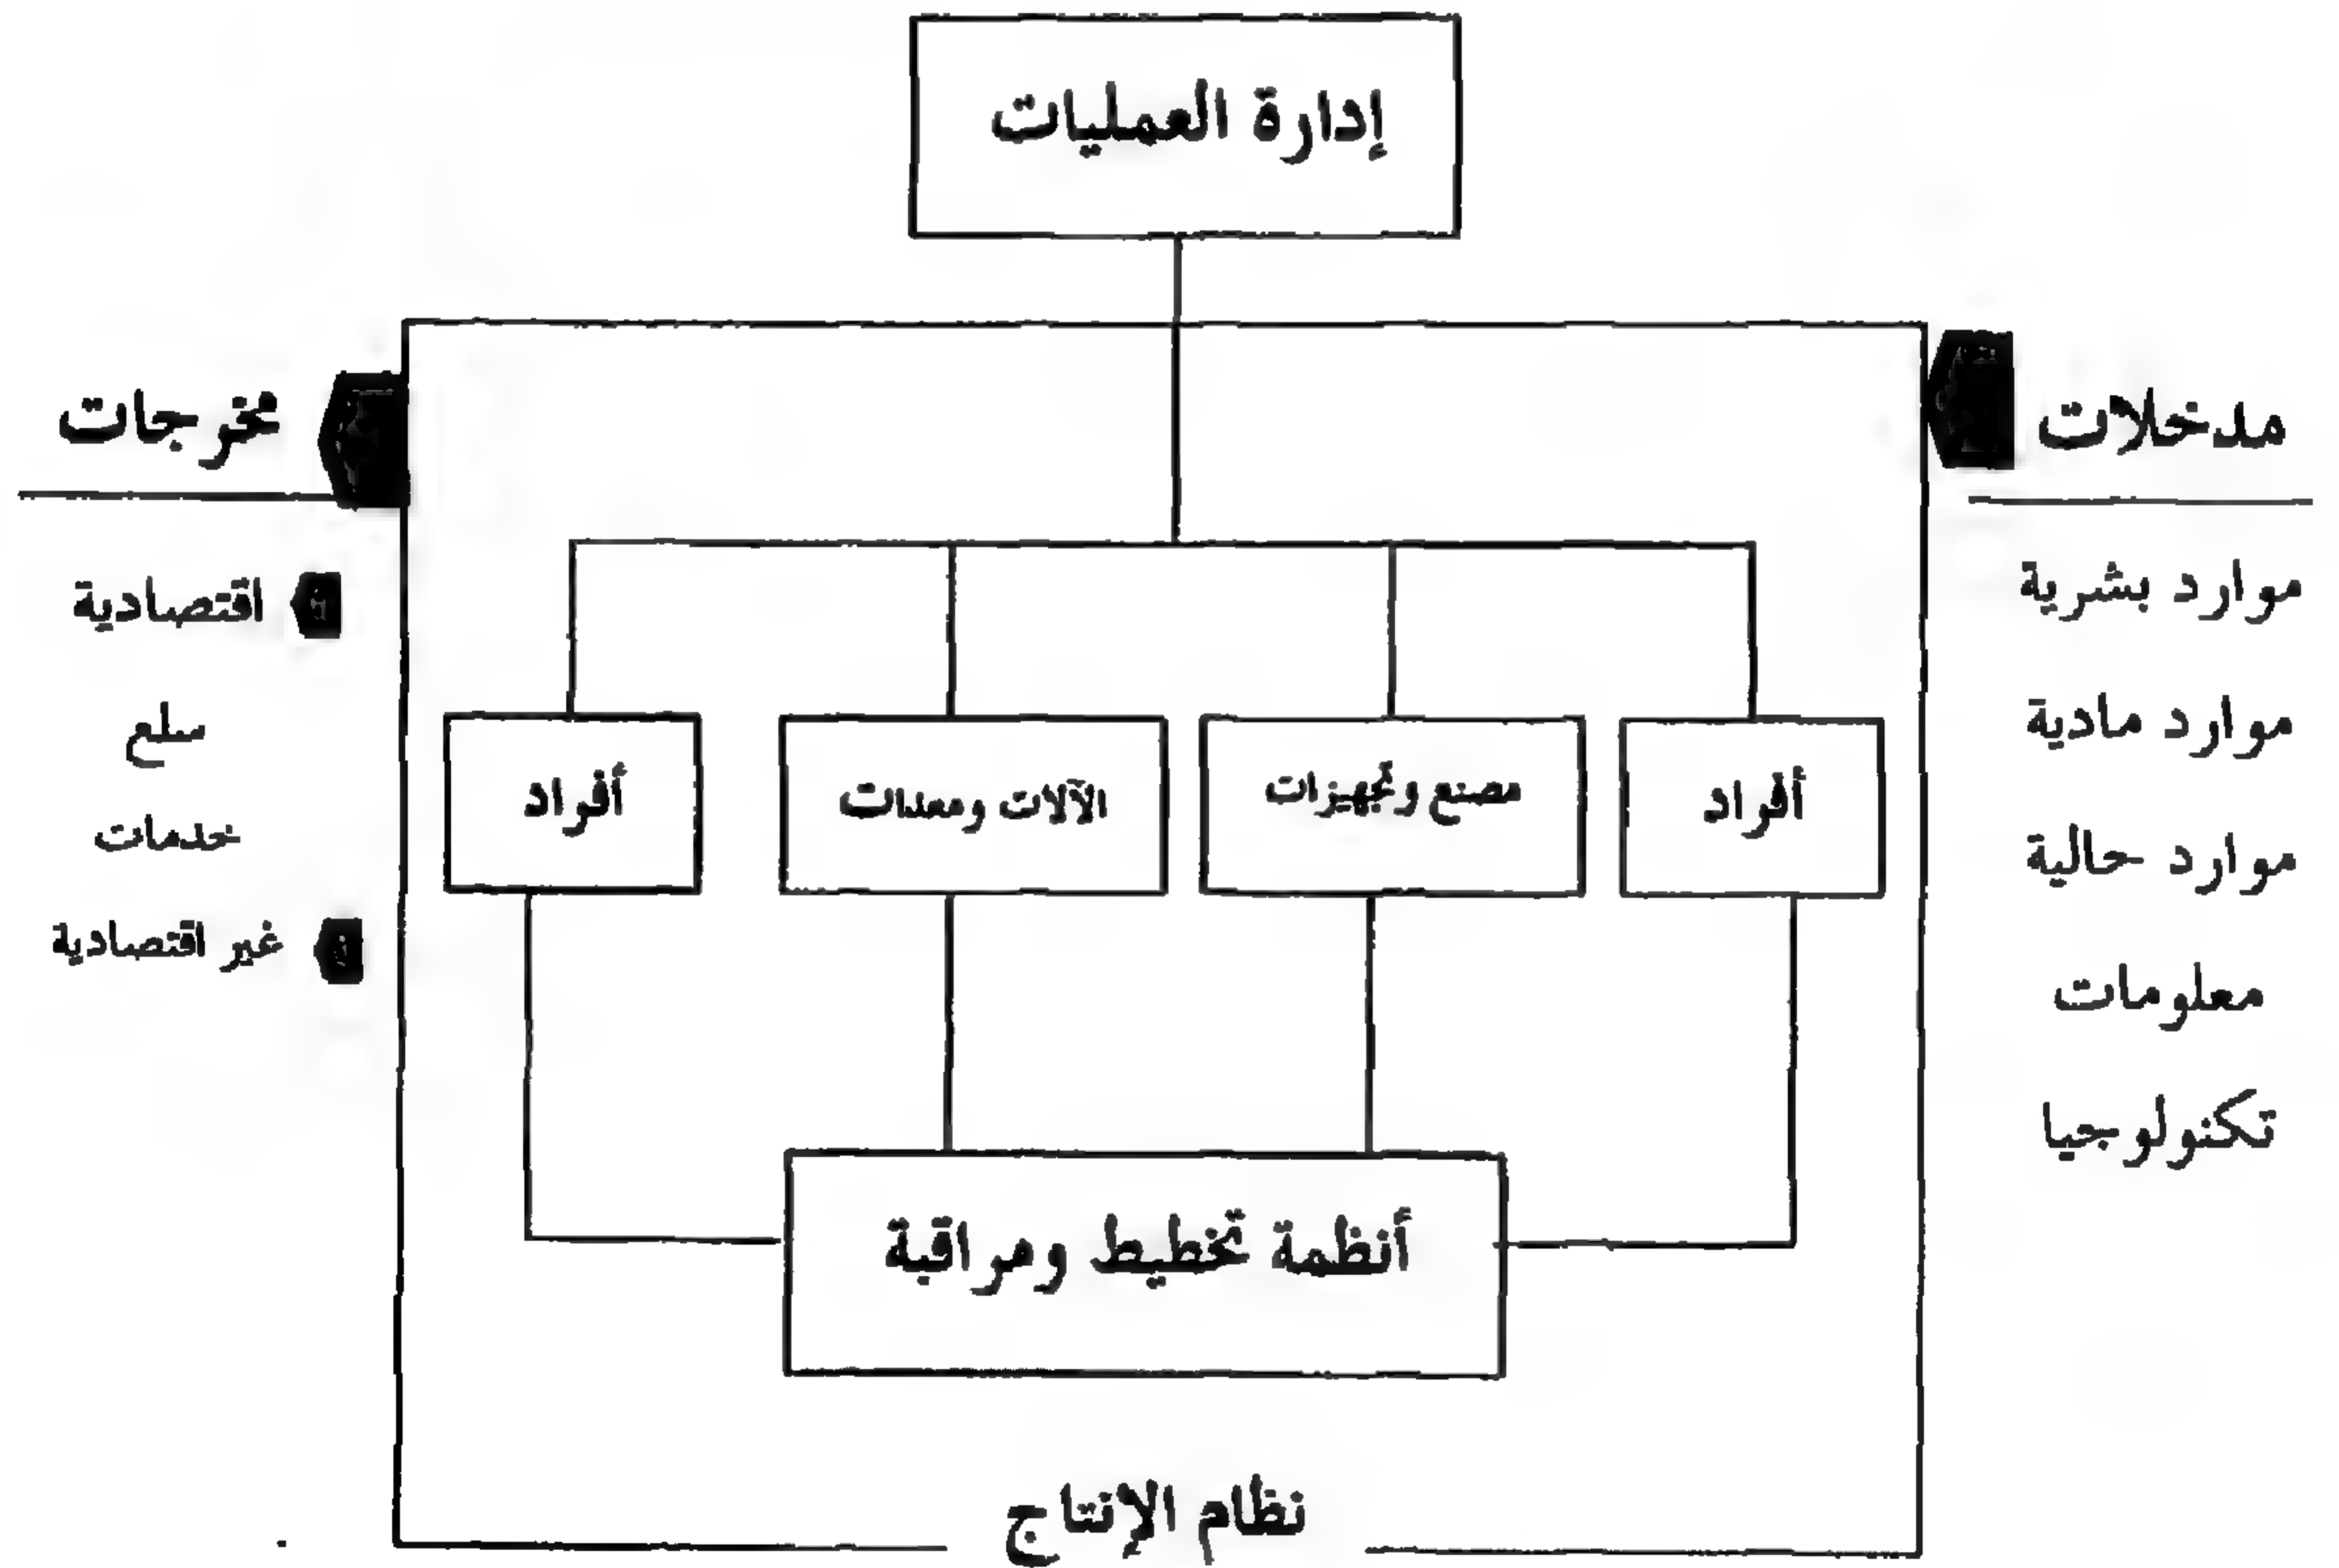 إدارة العمليات
مدخلات
موارد بشرية
موارد مادية
موارد حالية
معلومات
تكنولوجيا
أفراد
مصنع وتجهيزات
الآلات ومعدات
أفراد
أنظمة تخطيط ومراقبة
نظام الإنتاج
مخرجات
اقتصادية
سلع
خدمات
غير اقتصادية